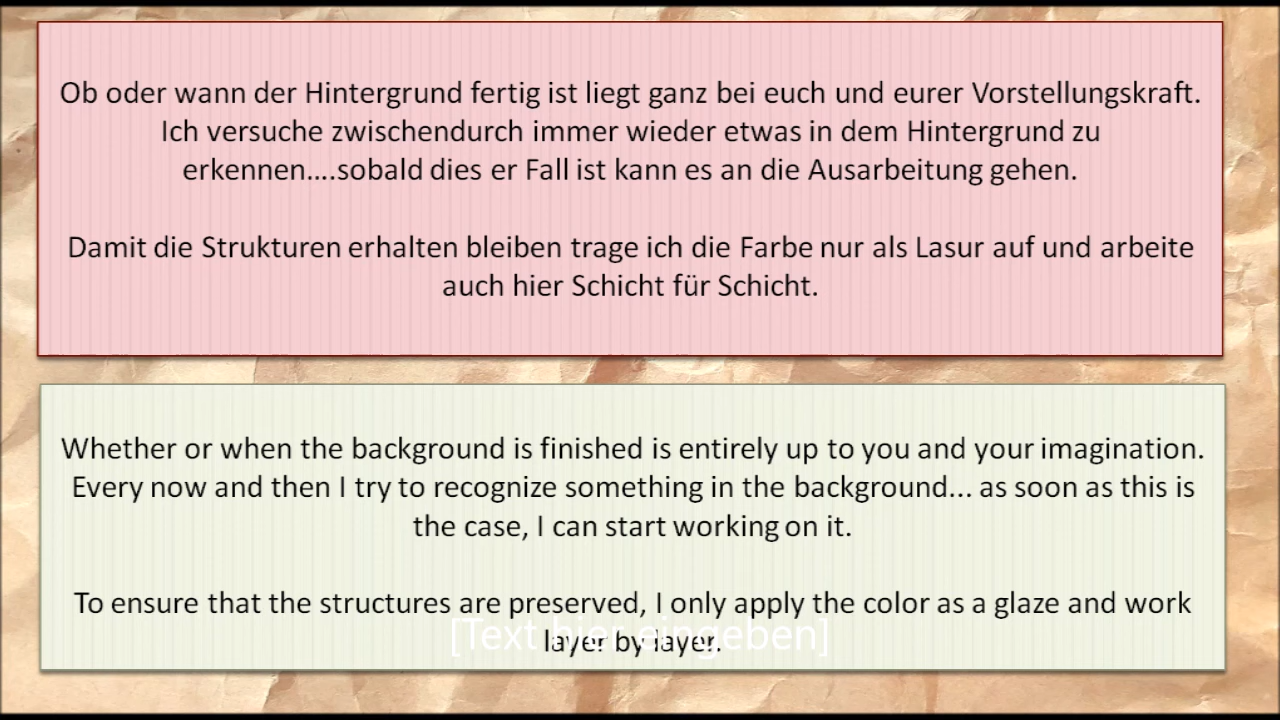 Ob oder wann der Hintergrund fertig ist liegt ganz bei euch und eurer Vorstellungskraft.
Ich versuche zwischendurch immer wieder etwas in dem Hintergrund zu
erkennen....sobald dies er Fall ist kann es an die Ausarbeitung gehen.
Damit die Strukturen erhalten bleiben trage ich die Farbe nur als Lasur auf und arbeite
auch hier Schicht für Schicht.
Whether or when the background is finished is entirely up to you and your imagination.
Every now and then I try to recognize something in the background... as soon as this is
the case, I can start working on it.
To ensure that the structures are preserved, I only apply the color as a glaze and work
layer by layer.
[Text hier eingeben]